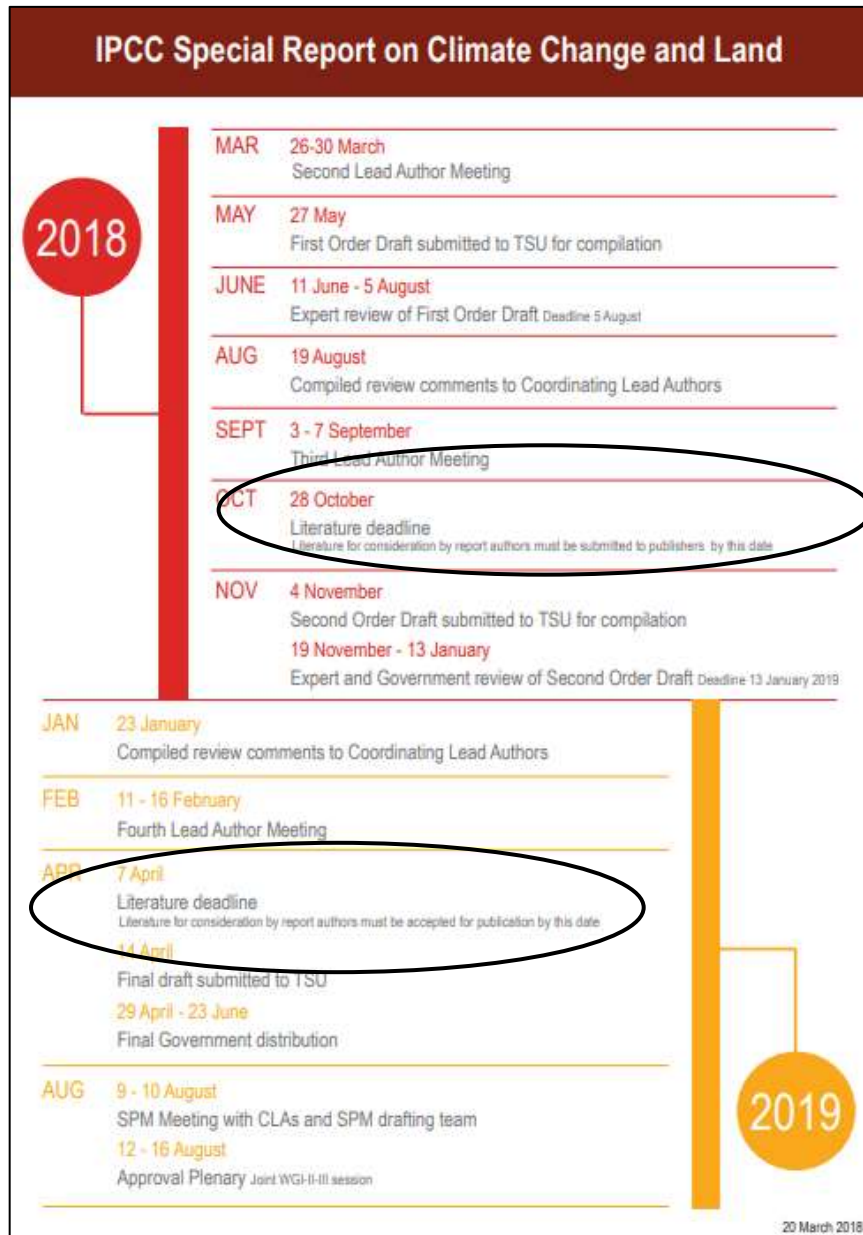 IPCC Special Report on Climate Change and Land
2018
MAR 26-30 March
Second Lead Author Meeting
MAY 27 May
First Order Draft submitted to TSU for compilation
JUNE 11 June - 5 August
Expert review of First Order Draft Deadline 5 August
AUG 19 August
Compiled review comments to Coordinating Lead Authors
SEPT 3 - 7 September
Third Lead Author Meeting
OCT 28 October
Literature deadline
Literature for consideration by report authors must be submitted to publishers by this date
NOV 4 November
Second Order Draft submitted to TSU for compilation
19 November - 13 January
Expert and Government review of Second Order Draft Deadline 13 January 2019
JAN 23 January
Compiled review comments to Coordinating Lead Authors
FEB 11 - 16 February
Fourth Lead Author Meeting
APR 7 April
Literature deadline
Literature for consideration by report authors must be accepted for publication by this date
14 April
Final draft submitted to TSU
29 April - 23 June
Final Government distribution
AUG 9 - 10 August
SPM Meeting with CLAs and SPM drafting team
12 - 16 August
Approval Plenary Joint WGI-II-III session
2019
20 March 2018